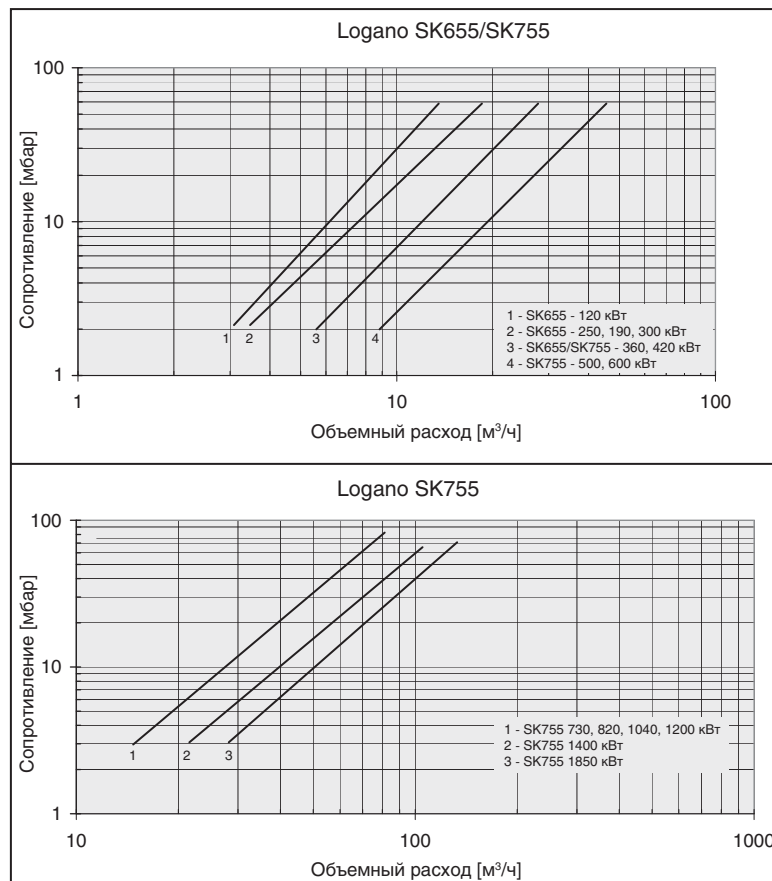 Logano SK655/SK755
100
10
1
Сопротивление [мбар]
1
2
3
4
1 - SK655 - 120 кВт
2 - SK655 - 250, 190, 300 кВт
3 - SK655/SK755 - 360, 420 кВт
4 - SK755 - 500, 600 кВт
1
10
100
Объемный расход [м³/ч]
Logano SK755
100
10
1
Сопротивление [мбар]
1
2
3
1 - SK755 730, 820, 1040, 1200 кВт
2 - SK755 1400 кВт
3 - SK755 1850 кВт
10
100
1000
Объемный расход [м³/ч]